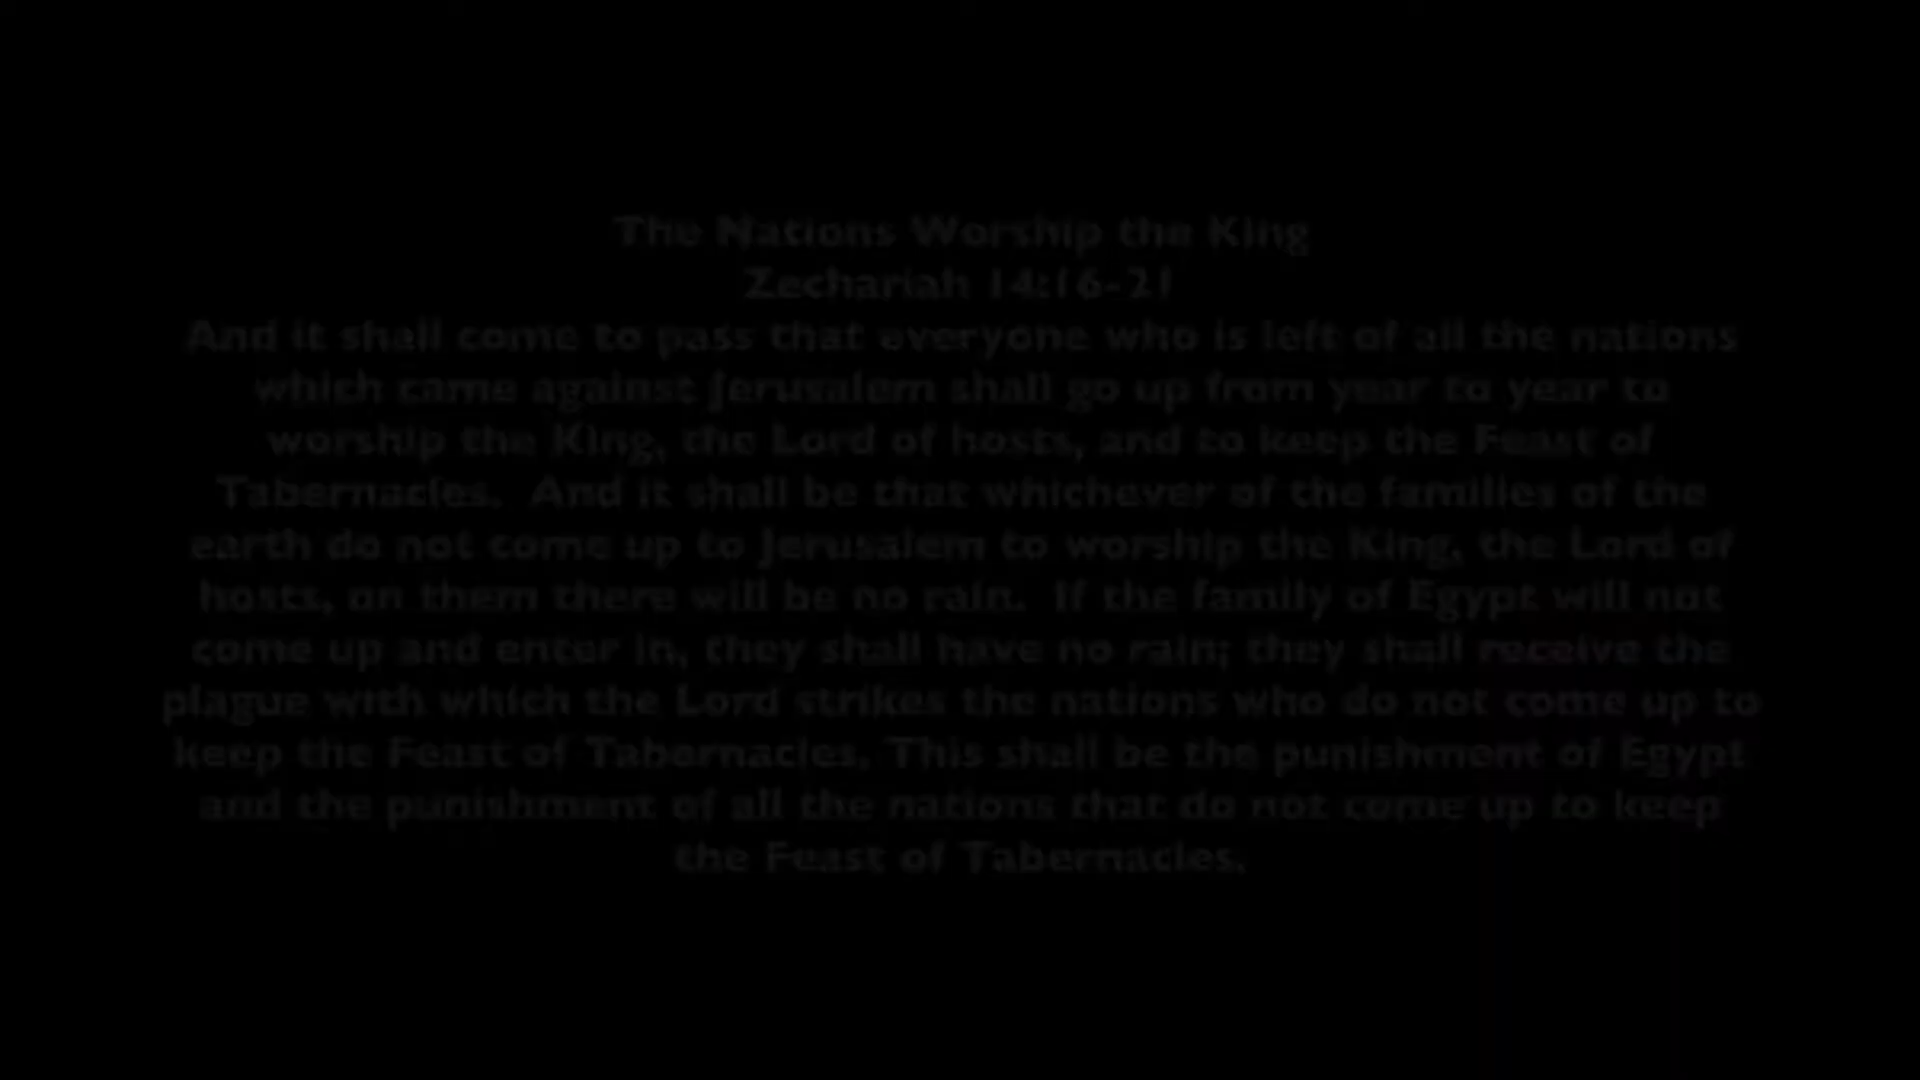 The Nations Worship the King
Zechariah 14:16-21
And it shall come to pass that everyone who is left of all the nations
which came against Jerusalem shall go up from year to year to
worship the King, the Lord of hosts, and to keep the Feast of
Tabernacles. And it shall be that whichever of the families of the
earth do not come up to Jerusalem to worship the King, the Lord of
hosts, on them there will be no rain. If the family of Egypt will not
come up and enter in, they shall have no rain; they shall receive the
plague with which the Lord strikes the nations who do not come up to
keep the Feast of Tabernacles. This shall be the punishment of Egypt
and the punishment of all the nations that do not come up to keep
the Feast of Tabernacles.